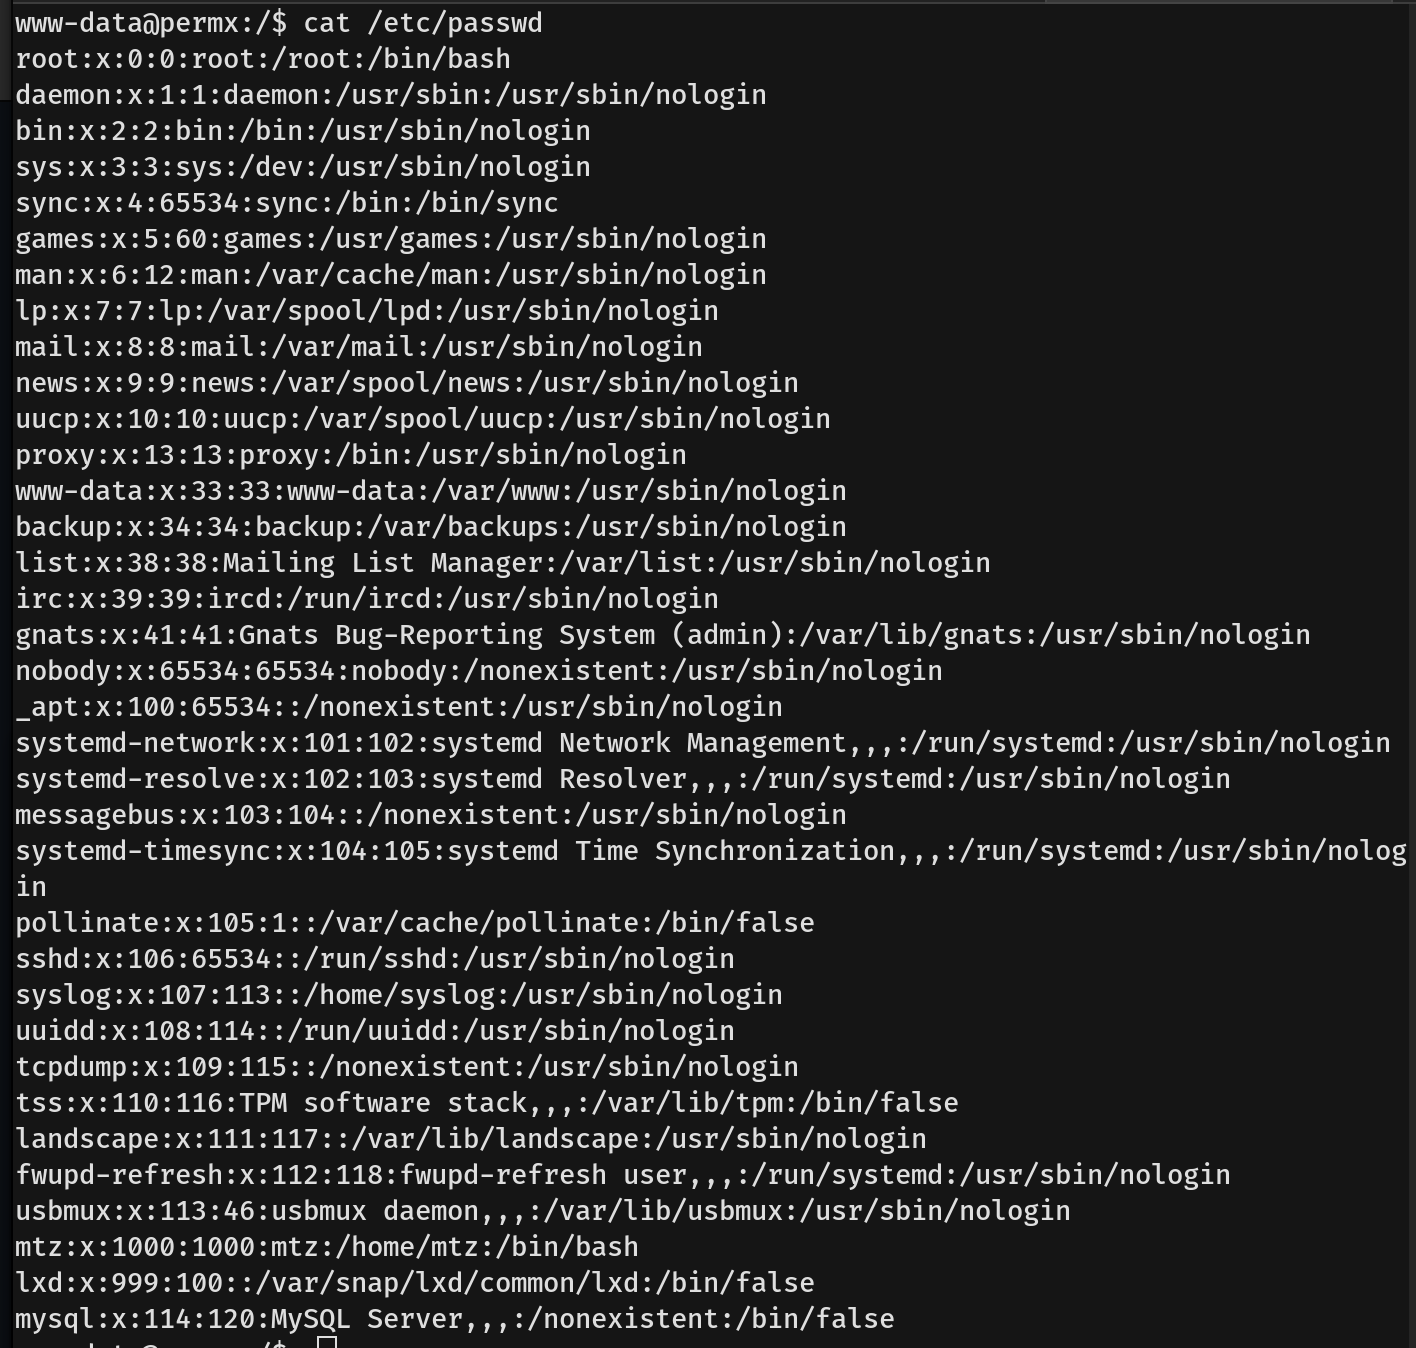 www-data@permx:/$ cat /etc/passwd
root:x:0:0:root:/root:/bin/bash
daemon:x:1:1:daemon:/usr/sbin:/usr/sbin/nologin
bin:x:2:2:bin:/bin:/usr/sbin/nologin
sys:x:3:3:sys:/dev:/usr/sbin/nologin
sync:x:4:65534:sync:/bin:/bin/sync
games:x:5:60:games:/usr/games:/usr/sbin/nologin
man:x:6:12:man:/var/cache/man:/usr/sbin/nologin
lp:x:7:7:lp:/var/spool/lpd:/usr/sbin/nologin
mail:x:8:8:mail:/var/mail:/usr/sbin/nologin
news:x:9:9:news:/var/spool/news:/usr/sbin/nologin
uucp:x:10:10:uucp:/var/spool/uucp:/usr/sbin/nologin
proxy:x:13:13:proxy:/bin:/usr/sbin/nologin
www-data:x:33:33:www-data:/var/www:/usr/sbin/nologin
backup:x:34:34:backup:/var/backups:/usr/sbin/nologin
list:x:38:38:Mailing List Manager:/var/list:/usr/sbin/nologin
irc:x:39:39:ircd:/run/ircd:/usr/sbin/nologin
gnats:x:41:41:Gnats Bug-Reporting System (admin):/var/lib/gnats:/usr/sbin/nologin
nobody:x:65534:65534:nobody:/nonexistent:/usr/sbin/nologin
_apt:x:100:65534::/nonexistent:/usr/sbin/nologin
systemd-network:x:101:102:systemd Network Management,,,:/run/systemd:/usr/sbin/nologin
systemd-resolve:x:102:103:systemd Resolver,,,:/run/systemd:/usr/sbin/nologin
messagebus:x:103:104::/nonexistent:/usr/sbin/nologin
systemd-timesync:x:104:105:systemd Time Synchronization,,,:/run/systemd:/usr/sbin/nolog
in
pollinate:x:105:1::/var/cache/pollinate:/bin/false
sshd:x:106:65534::/run/sshd:/usr/sbin/nologin
syslog:x:107:113::/home/syslog:/usr/sbin/nologin
uuidd:x:108:114::/run/uuidd:/usr/sbin/nologin
tcpdump:x:109:115::/nonexistent:/usr/sbin/nologin
tss:x:110:116:TPM software stack,,,:/var/lib/tpm:/bin/false
landscape:x:111:117::/var/lib/landscape:/usr/sbin/nologin
fwupd-refresh:x:112:118:fwupd-refresh user,,,:/run/systemd:/usr/sbin/nologin
usbmux:x:113:46:usbmux daemon,,,:/var/lib/usbmux:/usr/sbin/nologin
mtz:x:1000:1000:mtz:/home/mtz:/bin/bash
lxd:x:999:100::/var/snap/lxd/common/lxd:/bin/false
mysql:x:114:120:MySQL Server,,,:/nonexistent:/bin/false